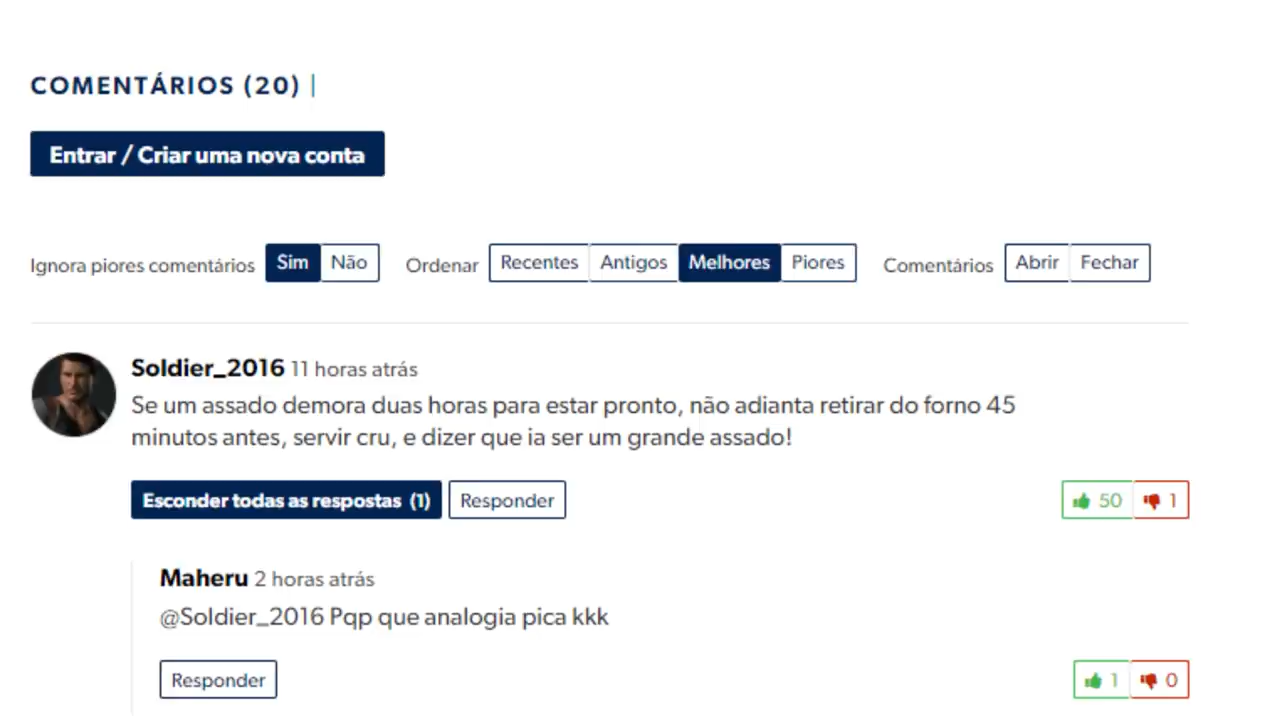 COMENTÁRIOS (20) |
Entrar / Criar uma nova conta
Ignora piores comentários Sim Não Ordenar Recentes Antigos Melhores Piores Comentários Abrir Fechar
Soldier_2016 11 horas atrás
Se um assado demora duas horas para estar pronto, não adianta retirar do forno 45
minutos antes, servir cru, e dizer que ia ser um grande assado!
Esconder todas as respostas (1) Responder 50 1
Maheru 2 horas atrás
@Soldier_2016 Pqp que analogia pica kkk
Responder 1 0